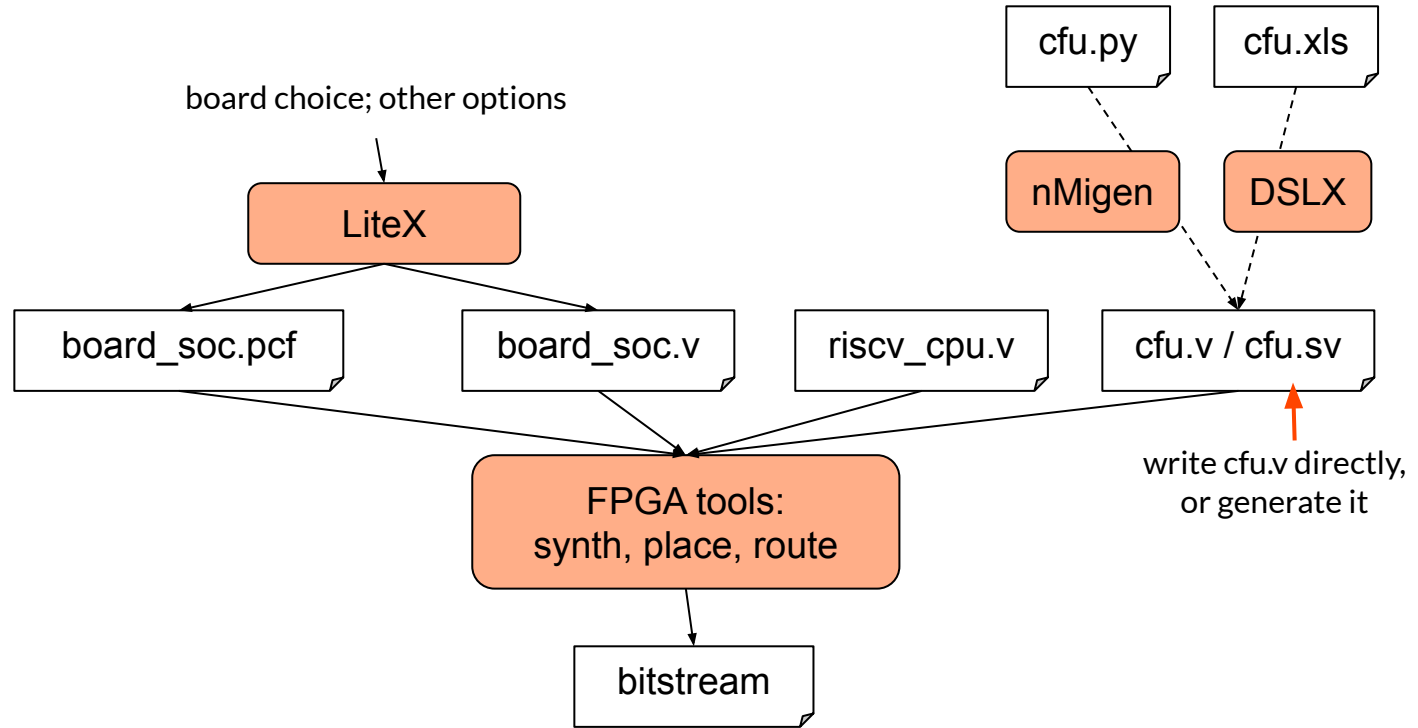 cfu.py
cfu.xls
board choice; other options
nMigen
DSLX
LiteX
board_soc.pcf
board_soc.v
riscv_cpu.v
cfu.v / cfu.sv
write cfu.v directly,
or generate it
FPGA tools:
synth, place, route
bitstream